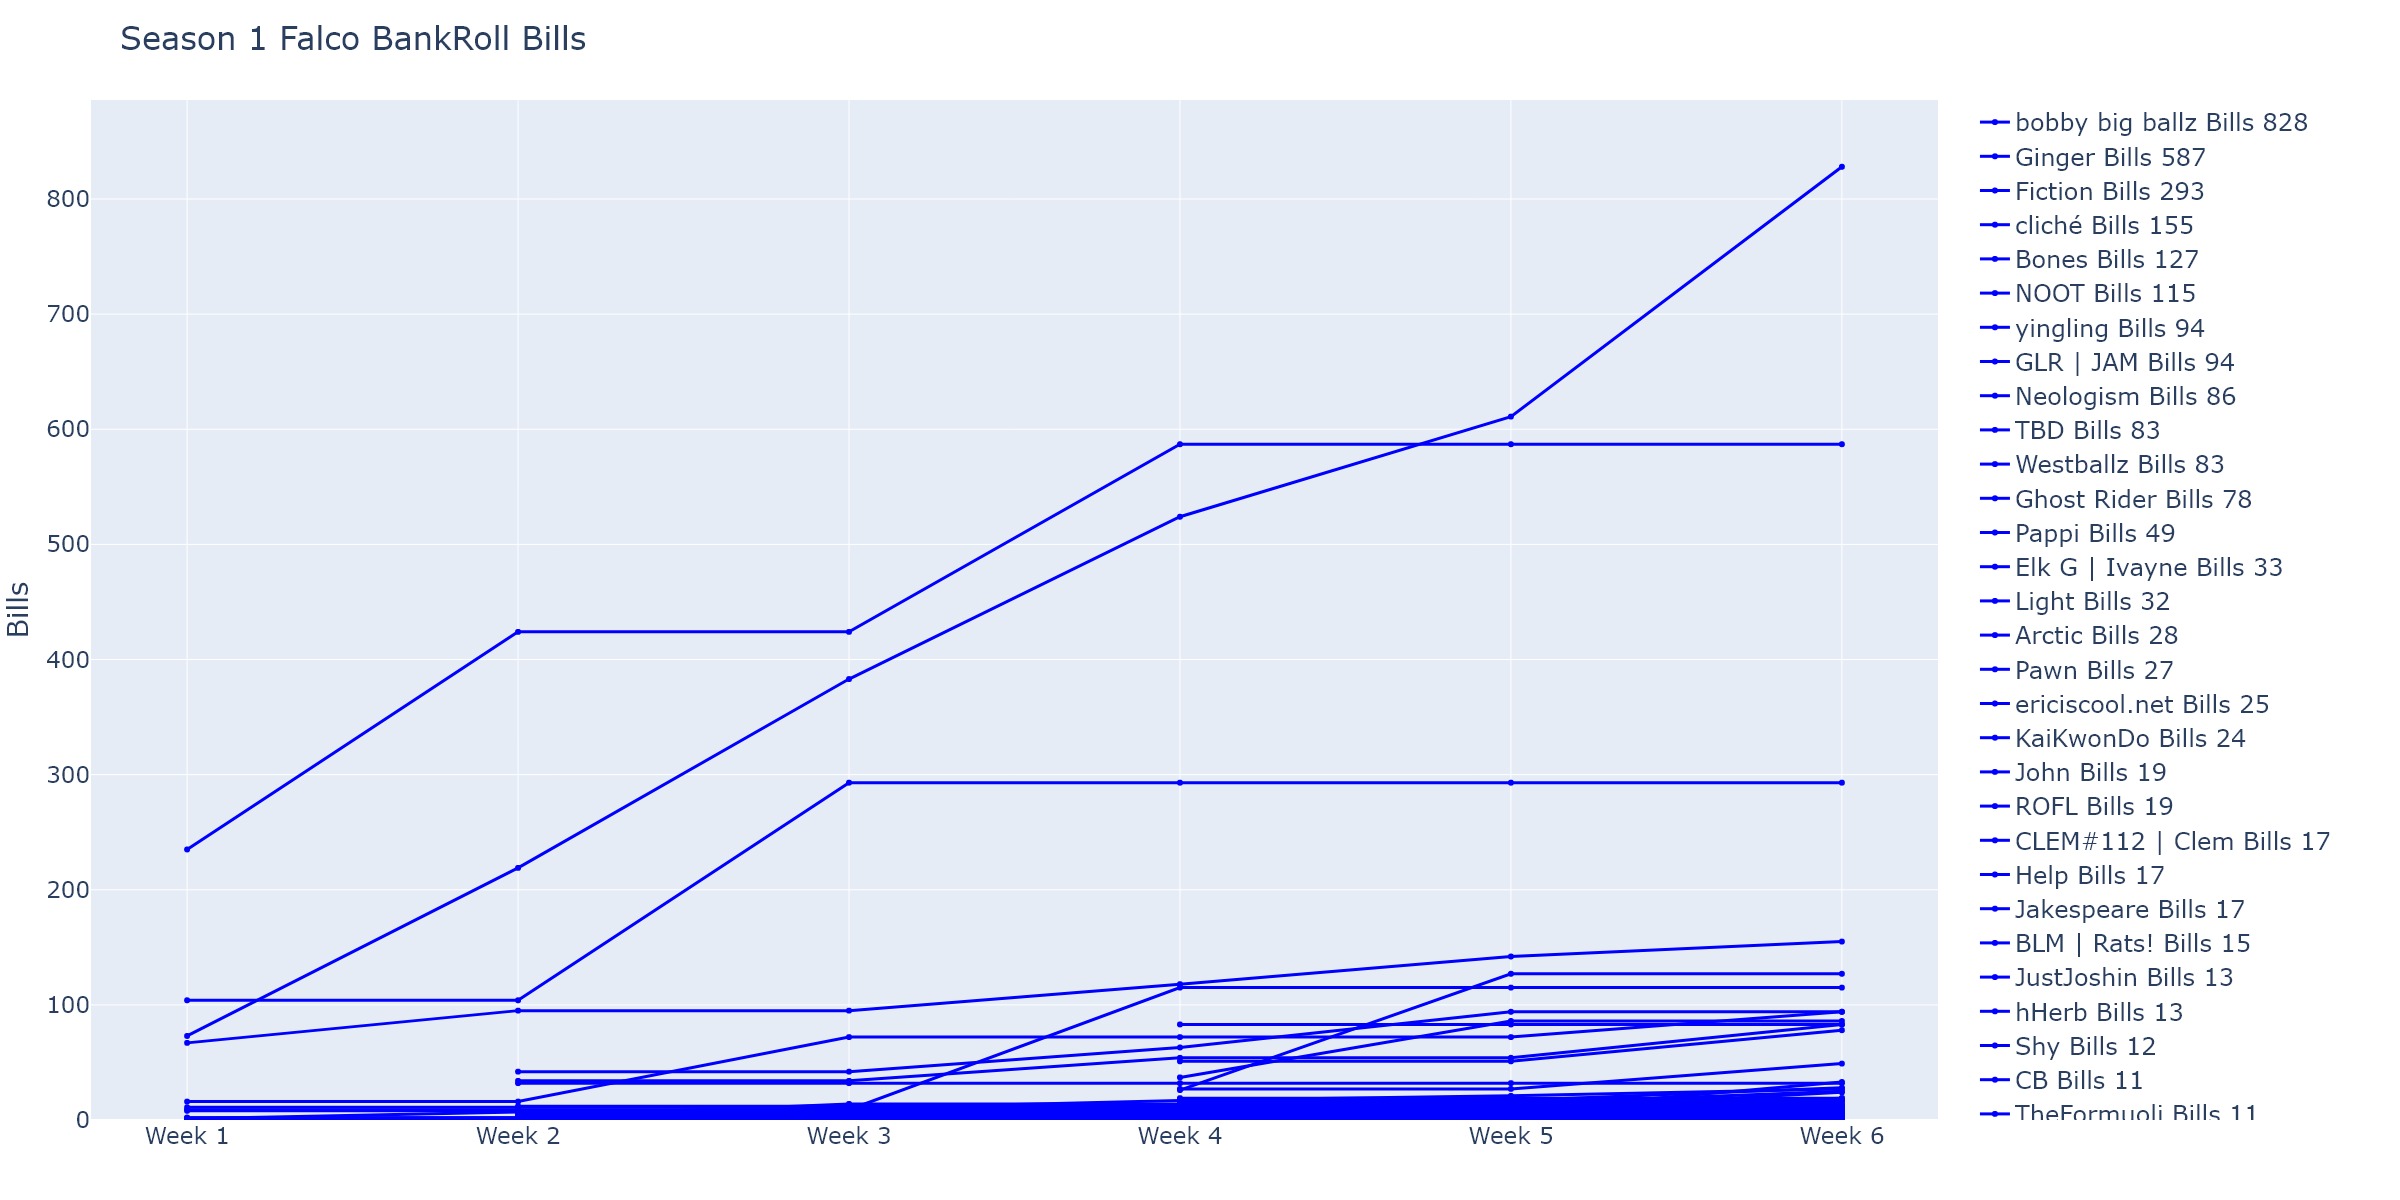 Season 1 Falco BankRoll Bills
Bills
800
700
600
500
400
300
200
100
0
Week 1
Week 2
Week 3
Week 4
Week 5
Week 6
bobby big ballz Bills 828
Ginger Bills 587
Fiction Bills 293
cliché Bills 155
Bones Bills 127
NOOT Bills 115
yingling Bills 94
GLR | JAM Bills 94
Neologism Bills 86
TBD Bills 83
Westballz Bills 83
Ghost Rider Bills 78
Pappi Bills 49
Elk G | Ivayne Bills 33
Light Bills 32
Arctic Bills 28
Pawn Bills 27
ericiscool.net Bills 25
KaiKwonDo Bills 24
John Bills 19
ROFL Bills 19
CLEM#112 | Clem Bills 17
Help Bills 17
Jakespeare Bills 17
BLM | Rats! Bills 15
JustJoshin Bills 13
hHerb Bills 13
Shy Bills 12
CB Bills 11
TheFormuoli Bills 11